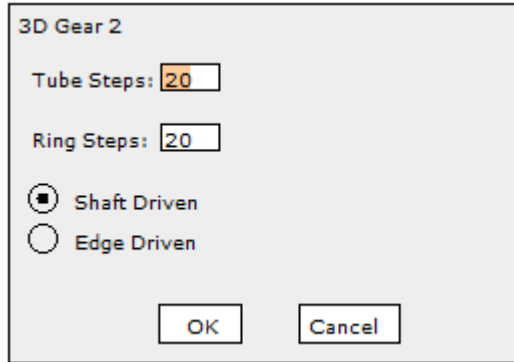 3D Gear 2
Tube Steps: 20
Ring Steps: 20
Shaft Driven
Edge Driven
OK Cancel